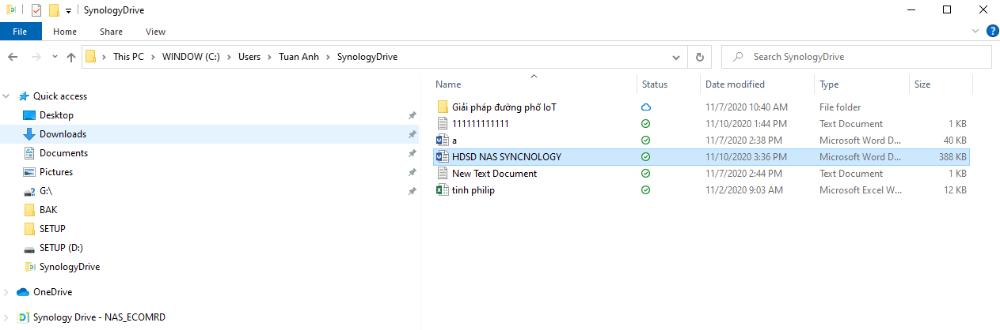 SynologyDrive
File Home Share View
This PC WINDOW (C:) Users Tuan Anh SynologyDrive
Search SynologyDrive
Quick access
Desktop
Downloads
Documents
Pictures
G:\
BAK
SETUP
SETUP (D:)
SynologyDrive
OneDrive
Synology Drive - NAS_ECOMRD
Name Status Date modified Type Size
Giải pháp đường phố IoT 11/7/2020 10:40 AM File folder
111111111111 11/10/2020 1:44 PM Text Document 1 KB
a 11/7/2020 2:38 PM Microsoft Word D... 40 KB
HDSD NAS SYNCNOLOGY 11/10/2020 3:36 PM Microsoft Word D... 388 KB
New Text Document 11/7/2020 2:44 PM Text Document 1 KB
tinh philip 11/2/2020 9:03 AM Microsoft Excel W... 12 KB